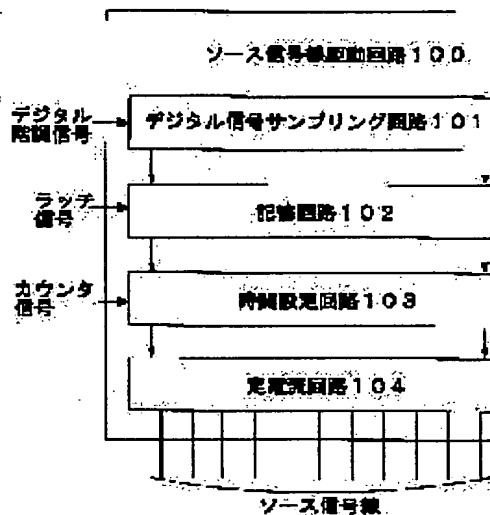 ソース信号線駆動回路100
デジタル
階調信号
デジタル信号サンプリング回路101
ラッチ
信号
記憶回路102
カウンタ
信号
時間設定回路103
定電流回路104
ソース信号線